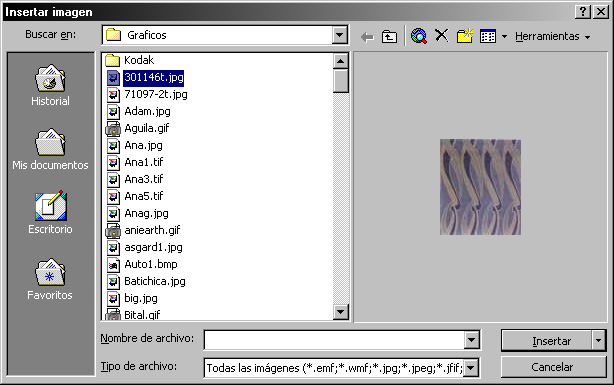 Insertar imagen
Buscar en:
Graficos
Herramientas
Historial
Mis documentos
Escritorio
Favoritos
Kodak
301146t.jpg
71097-2t.jpg
Adam.jpg
Aguila.gif
Ana.jpg
Ana1.tif
Ana3.tif
Ana5.tif
Anag.jpg
aniearth.gif
asgard1.jpg
Auto1.bmp
Batichica.jpg
big.jpg
Bital.gif
Nombre de archivo:
Insertar
Tipo de archivo:
Todas las imágenes (*.emf;*.wmf;*.jpg;*.jpeg;*.jfif;
Cancelar